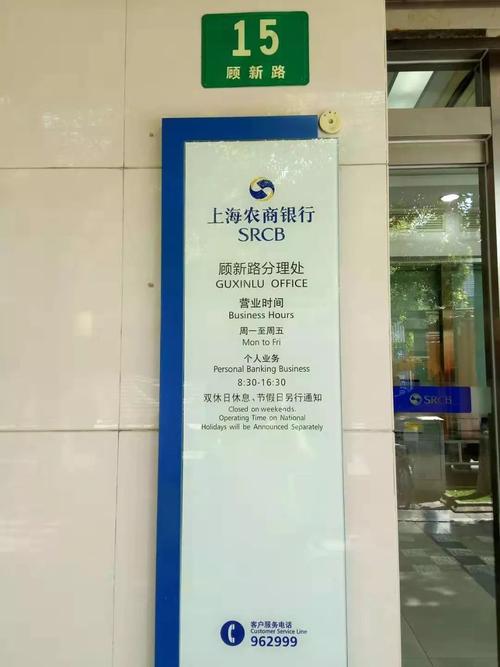 15
顾新路
上海农商银行
SRCB
顾新路分理处
GUXINLU OFFICE
营业时间
Business Hours
周一至周五
Mon to Fri
个人业务
Personal Banking Business
8:30-16:30
双休日休息、节假日另行通知
Closed on weekends.
Operating Time on National
Holidays will be Announced Separately
SRCB
客户服务电话
Customer Service Line
962999